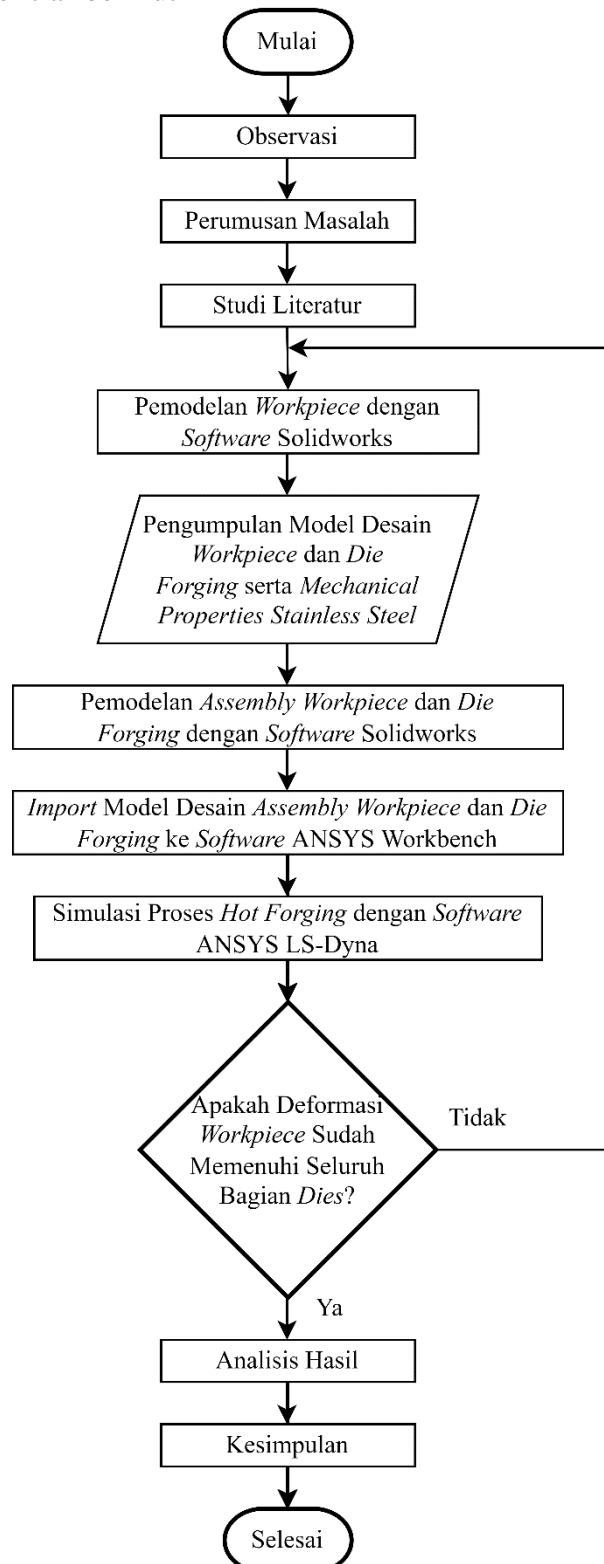 Mulai
Observasi
Perumusan Masalah
Studi Literatur
Pemodelan Workpiece dengan
Software Solidworks
Pengumpulan Model Desain
Workpiece dan Die
Forging serta Mechanical
Properties Stainless Steel
Pemodelan Assembly Workpiece dan Die
Forging dengan Software Solidworks
Import Model Desain Assembly Workpiece dan Die
Forging ke Software ANSYS Workbench
Simulasi Proses Hot Forging dengan Software
ANSYS LS-Dyna
Apakah Deformasi
Workpiece Sudah
Memenuhi Seluruh
Bagian Dies?
Tidak
Ya
Analisis Hasil
Kesimpulan
Selesai